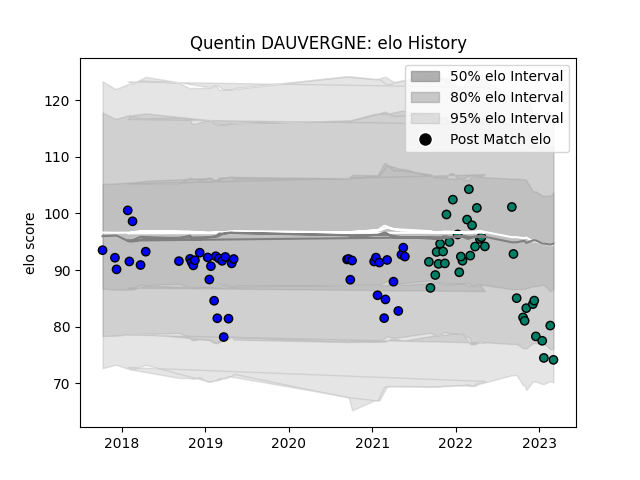 Quentin DAUVERGNE: elo History
50% elo Interval
80% elo Interval
95% elo Interval
Post Match elo
elo score
120
110
100
90
80
70
2018 2019 2020 2021 2022 2023